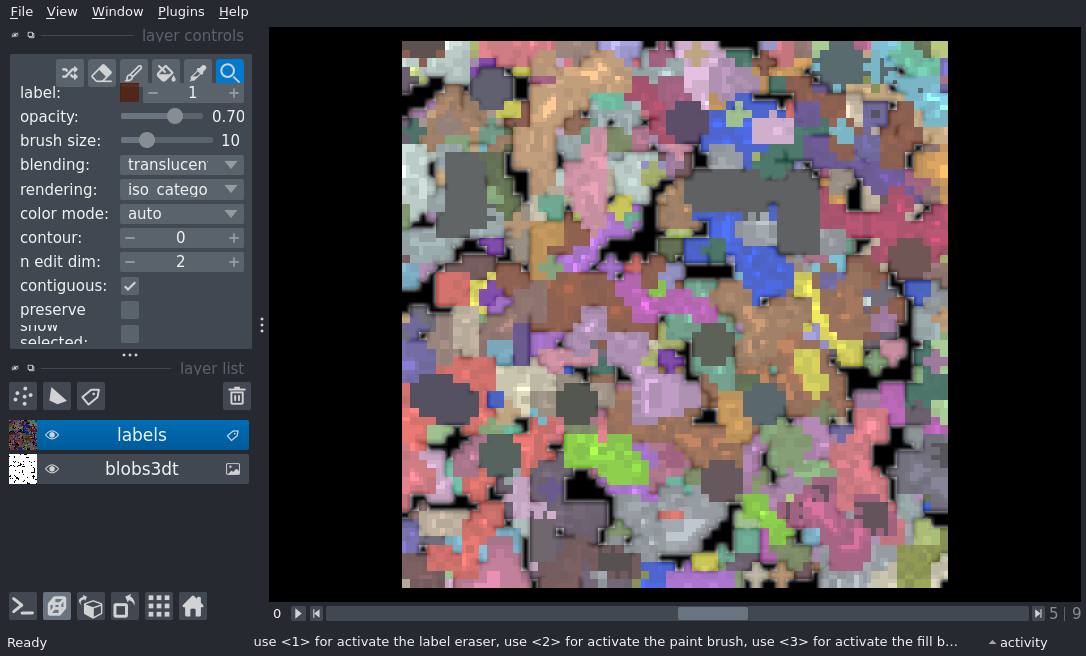 File View Window Plugins Help
layer controls
label: 1
opacity: 0.70
brush size: 10
blending: translucen
rendering: iso catego
color mode: auto
contour: 0
n edit dim: 2
contiguous:
preserve
show
selected:
layer list
labels
blobs3dt
0 5 | 9
Ready use <1> for activate the label eraser, use <2> for activate the paint brush, use <3> for activate the fill b... activity